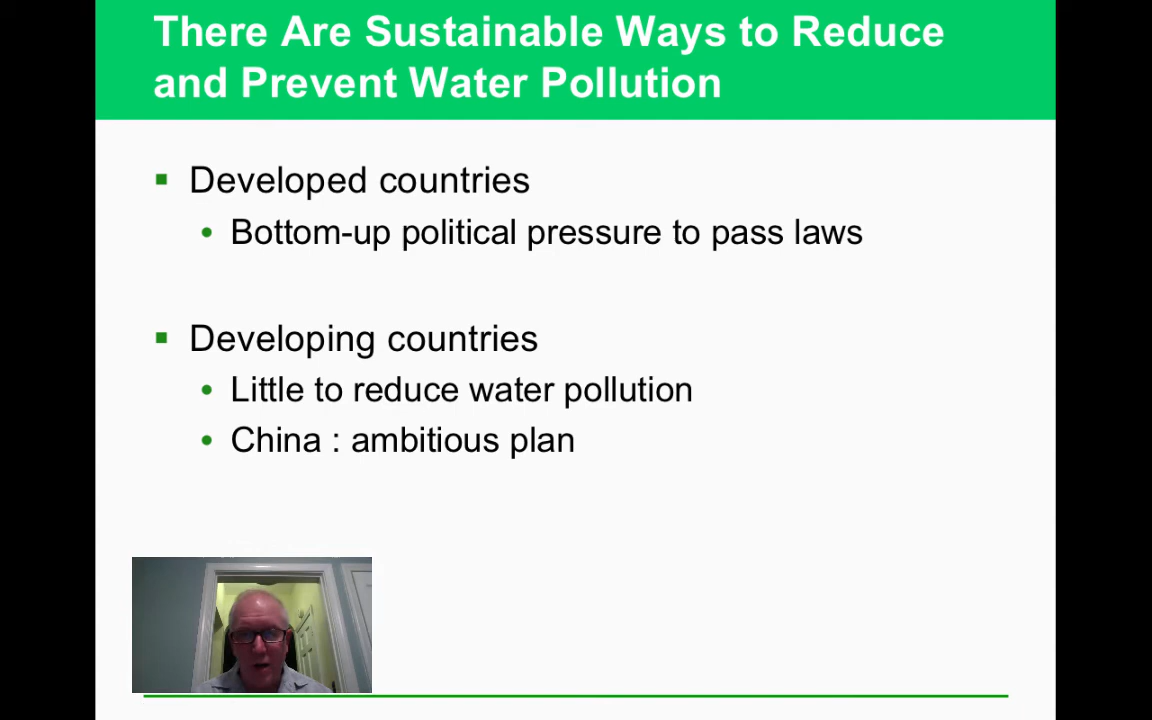 There Are Sustainable Ways to Reduce
and Prevent Water Pollution
Developed countries
Bottom-up political pressure to pass laws
Developing countries
Little to reduce water pollution
China : ambitious plan